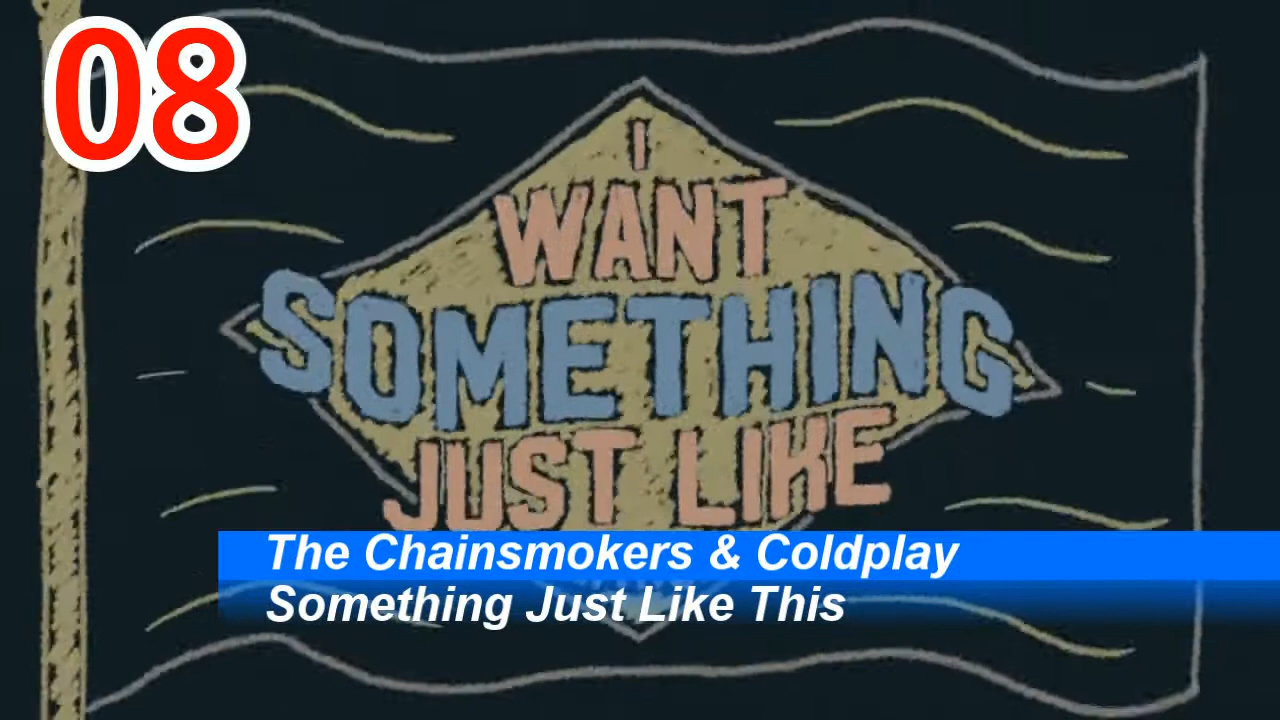 08
I
WANT
SOMETHING
JUST LIKE
The Chainsmokers & Coldplay
Something Just Like This